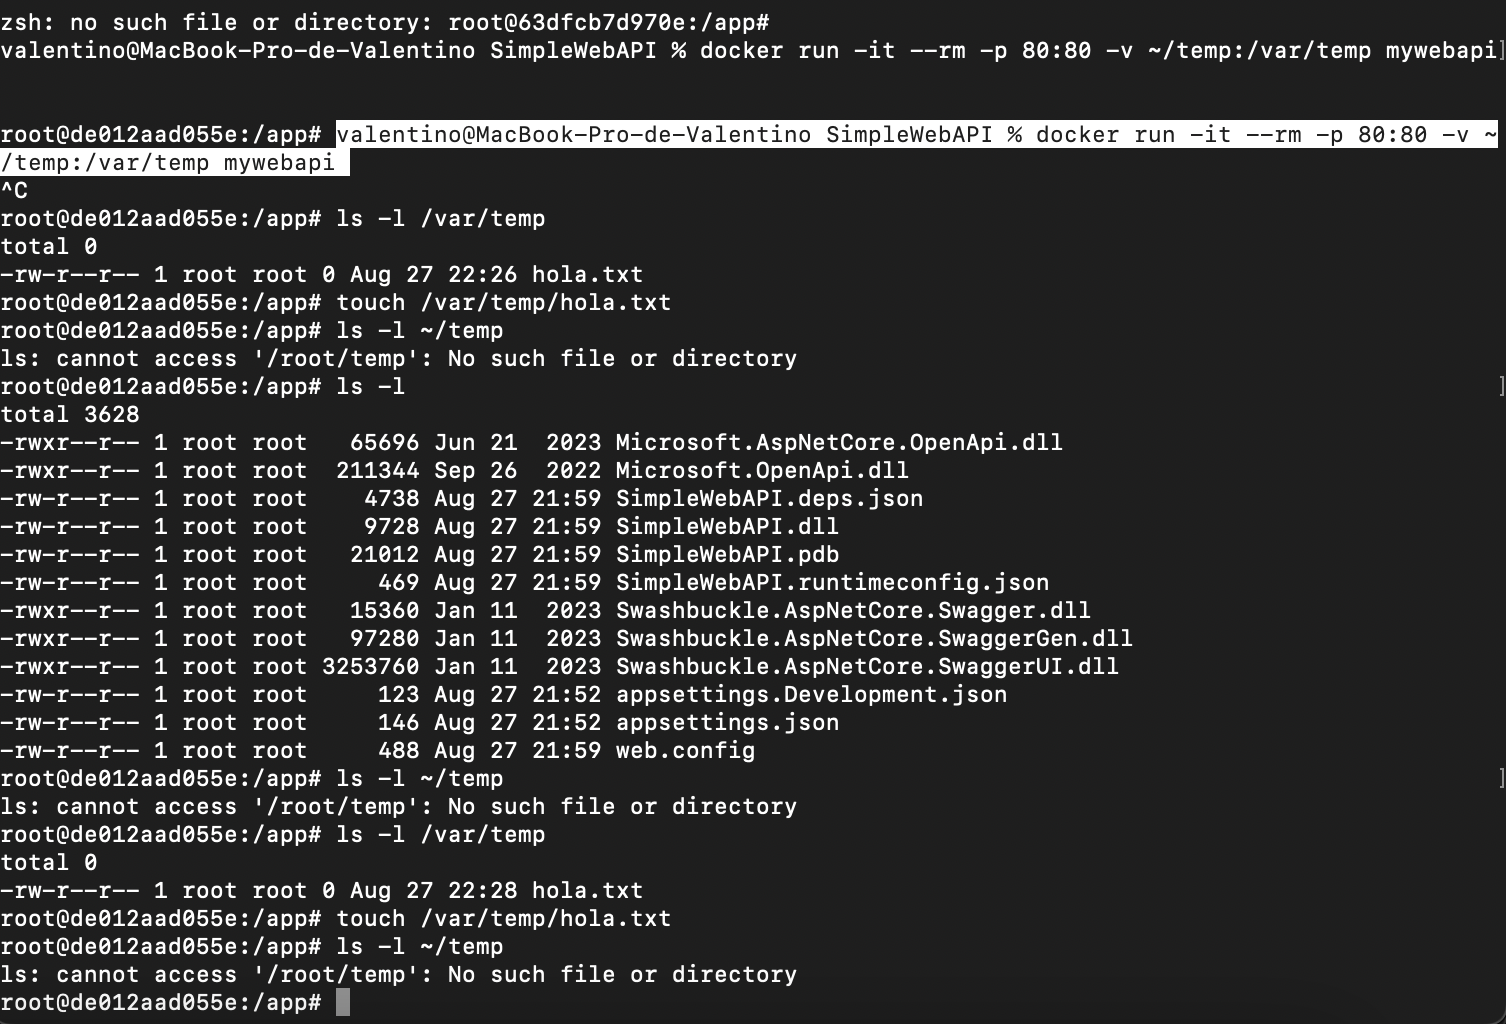 zsh: no such file or directory: root@63dfcb7d970e:/app#
valentino@MacBook-Pro-de-Valentino SimpleWebAPI % docker run -it --rm -p 80:80 -v ~/temp:/var/temp mywebapi]
root@de012aad055e:/app# valentino@MacBook-Pro-de-Valentino SimpleWebAPI % docker run -it --rm -p 80:80 -v ~
/temp:/var/temp mywebapi
^C
root@de012aad055e:/app# ls -l /var/temp
total 0
-rw-r--r-- 1 root root 0 Aug 27 22:26 hola.txt
root@de012aad055e:/app# touch /var/temp/hola.txt
root@de012aad055e:/app# ls -l ~/temp
ls: cannot access '/root/temp': No such file or directory
root@de012aad055e:/app# ls -l ]
total 3628
-rwxr--r-- 1 root root   65696 Jun 21  2023 Microsoft.AspNetCore.OpenApi.dll
-rwxr--r-- 1 root root  211344 Sep 26  2022 Microsoft.OpenApi.dll
-rw-r--r-- 1 root root    4738 Aug 27 21:59 SimpleWebAPI.deps.json
-rw-r--r-- 1 root root    9728 Aug 27 21:59 SimpleWebAPI.dll
-rw-r--r-- 1 root root   21012 Aug 27 21:59 SimpleWebAPI.pdb
-rw-r--r-- 1 root root     469 Aug 27 21:59 SimpleWebAPI.runtimeconfig.json
-rwxr--r-- 1 root root   15360 Jan 11  2023 Swashbuckle.AspNetCore.Swagger.dll
-rwxr--r-- 1 root root   97280 Jan 11  2023 Swashbuckle.AspNetCore.SwaggerGen.dll
-rwxr--r-- 1 root root 3253760 Jan 11  2023 Swashbuckle.AspNetCore.SwaggerUI.dll
-rw-r--r-- 1 root root     123 Aug 27 21:52 appsettings.Development.json
-rw-r--r-- 1 root root     146 Aug 27 21:52 appsettings.json
-rw-r--r-- 1 root root     488 Aug 27 21:59 web.config
root@de012aad055e:/app# ls -l ~/temp ]
ls: cannot access '/root/temp': No such file or directory
root@de012aad055e:/app# ls -l /var/temp
total 0
-rw-r--r-- 1 root root 0 Aug 27 22:28 hola.txt
root@de012aad055e:/app# touch /var/temp/hola.txt
root@de012aad055e:/app# ls -l ~/temp
ls: cannot access '/root/temp': No such file or directory
root@de012aad055e:/app#